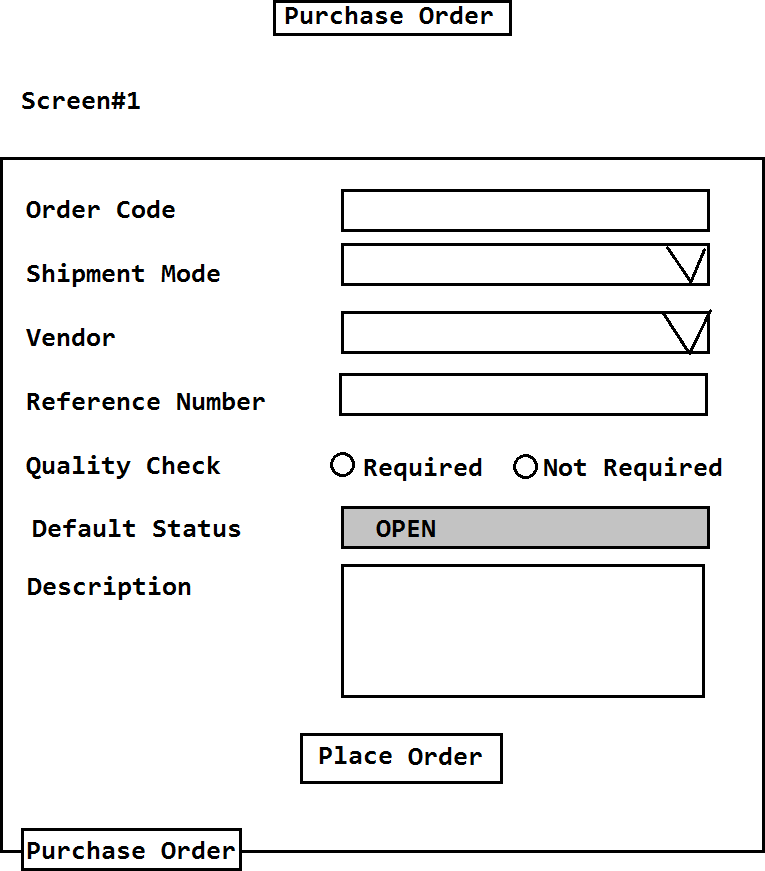 Purchase Order
Screen#1
Order Code
Shipment Mode
Vendor
Reference Number
Quality Check Required Not Required
Default Status OPEN
Description
Place Order
Purchase Order